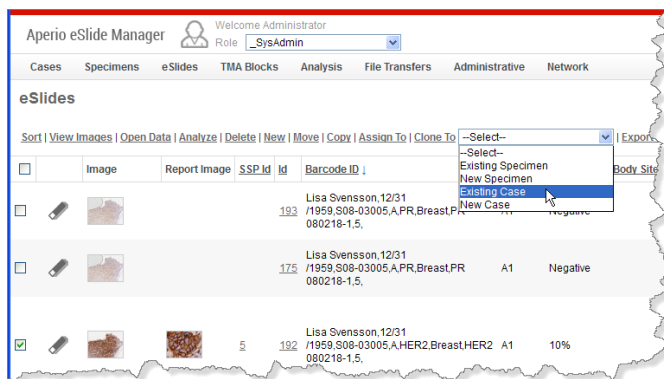 Aperio eSlide Manager
Welcome Administrator
Role _SysAdmin
Cases Specimens eSlides TMA Blocks Analysis File Transfers Administrative Network
eSlides
Sort | View Images | Open Data | Analyze | Delete | New | Move | Copy | Assign To | Clone To --Select-- | Export
--Select--
Existing Specimen
New Specimen
Existing Case
New Case
Image Report Image SSP Id Id Barcode ID ↓ Body Site
Lisa Svensson,12/31
193 /1959,S08-03005,A,PR,Breast,PR A1 Negative
080218-1,5,
Lisa Svensson,12/31
175 /1959,S08-03005,A,PR,Breast,PR A1 Negative
080218-1,5,
Lisa Svensson,12/31
5 192 /1959,S08-03005,A,HER2,Breast,HER2 A1 10%
080218-1,5,